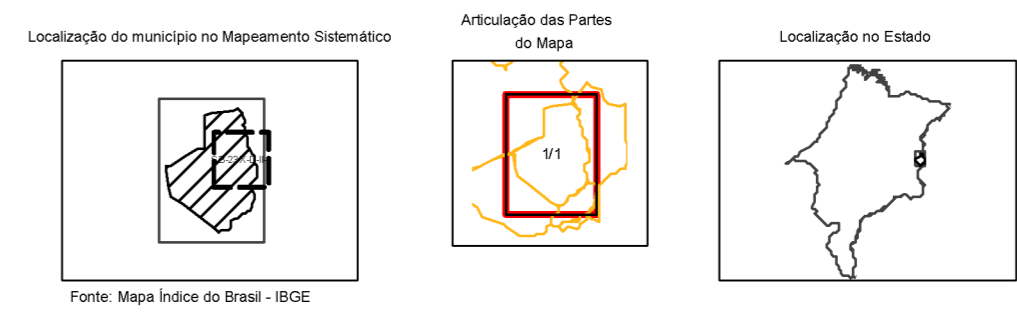 Localização do município no Mapeamento Sistemático
Articulação das Partes
do Mapa
Localização no Estado
1/1
Fonte: Mapa Índice do Brasil - IBGE